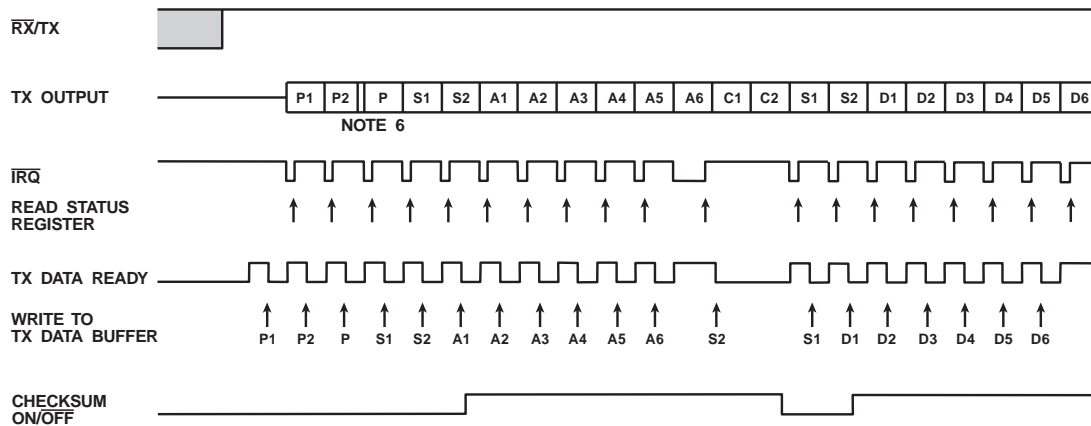 RX/TX
TX OUTPUT
P1 P2 P S1 S2 A1 A2 A3 A4 A5 A6 C1 C2 S1 S2 D1 D2 D3 D4 D5 D6
NOTE 6
IRQ
READ STATUS
REGISTER
TX DATA READY
WRITE TO
TX DATA BUFFER
P1 P2 P S1 S2 A1 A2 A3 A4 A5 A6 S2 S1 D1 D2 D3 D4 D5 D6
CHECKSUM
ON/OFF